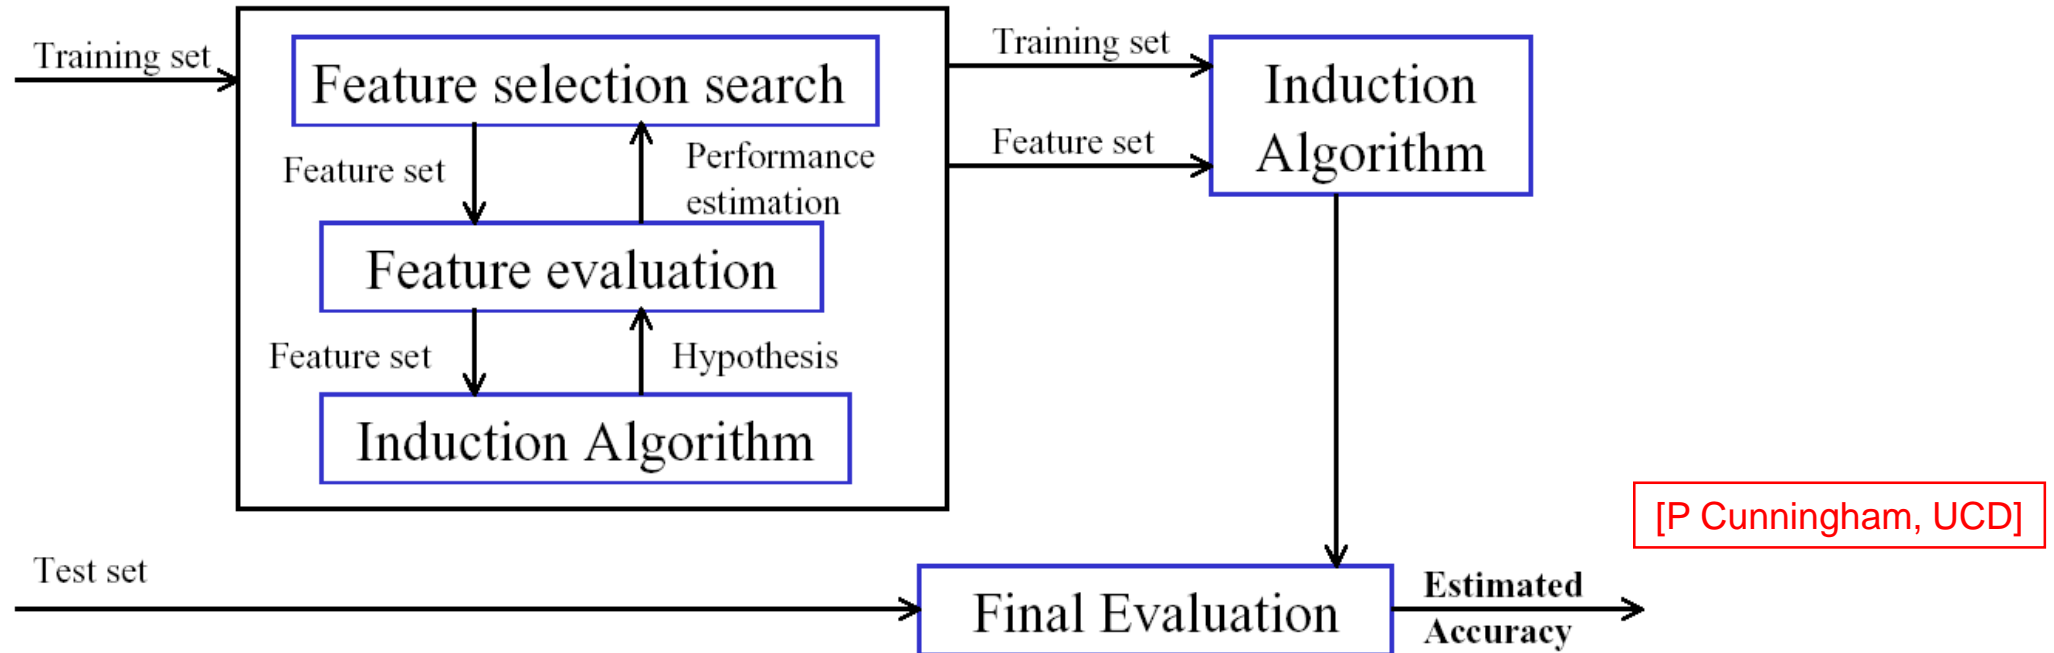 Training set
Feature selection search
Feature set
Performance
estimation
Feature evaluation
Feature set
Hypothesis
Induction Algorithm
Training set
Feature set
Induction
Algorithm
[P Cunningham, UCD]
Test set
Final Evaluation
Estimated
Accuracy